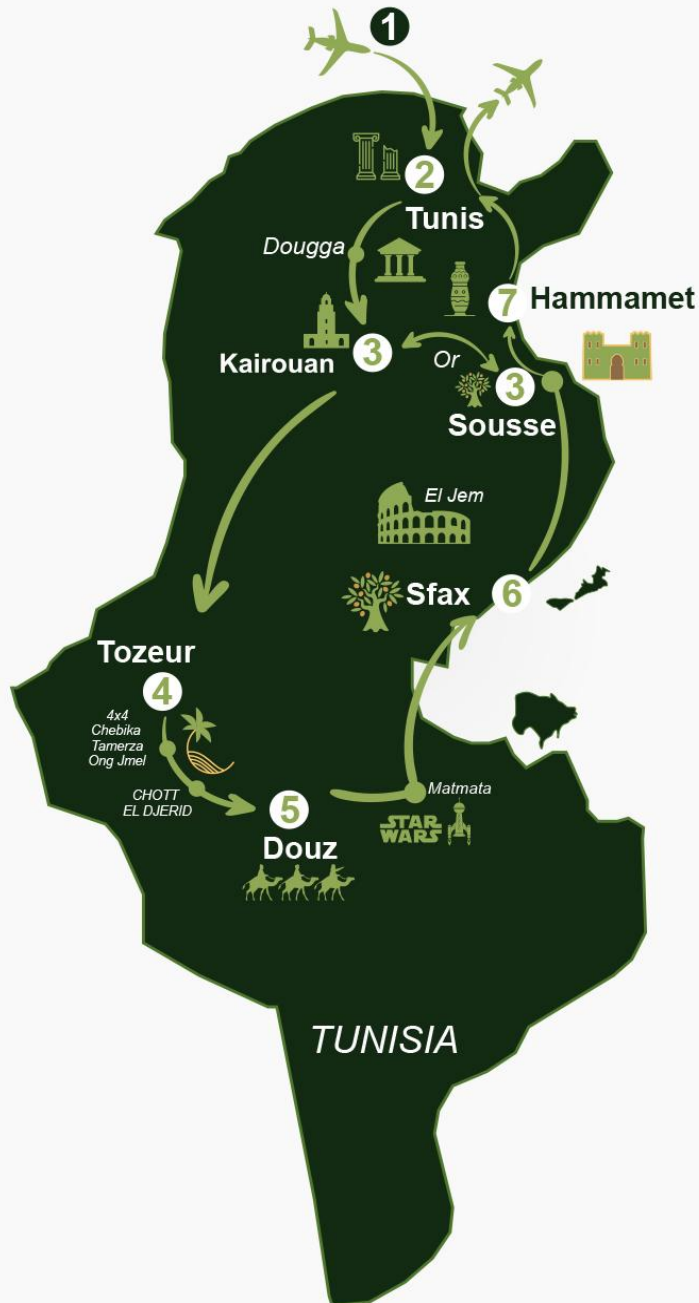 1
2
Tunis
Dougga
7
Hammamet
3
Kairouan
Or
3
Sousse
El Jem
Sfax
6
Tozeur
4
4x4
Chebika
Tamerza
Ong Jmel
CHOTT
EL DJERID
5
Douz
Matmata
STAR
WARS
TUNISIA